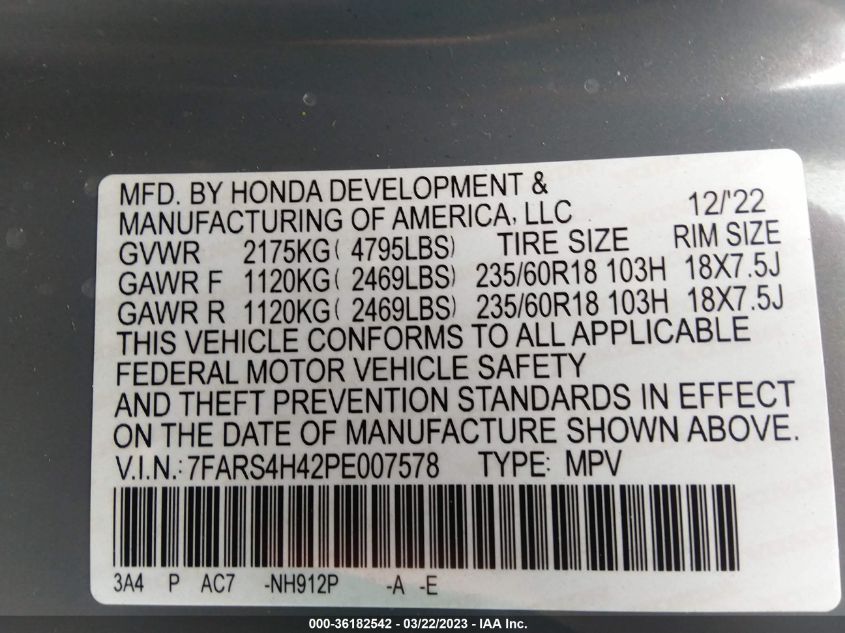 MFD. BY HONDA DEVELOPMENT &
MANUFACTURING OF AMERICA, LLC 12/'22
GVWR 2175KG( 4795LBS) TIRE SIZE RIM SIZE
GAWR F 1120KG( 2469LBS) 235/60R18 103H 18X7.5J
GAWR R 1120KG( 2469LBS) 235/60R18 103H 18X7.5J
THIS VEHICLE CONFORMS TO ALL APPLICABLE
FEDERAL MOTOR VEHICLE SAFETY
AND THEFT PREVENTION STANDARDS IN EFFECT
ON THE DATE OF MANUFACTURE SHOWN ABOVE.
V.I.N.: 7FARS4H42PE007578 TYPE: MPV
3A4 P AC7 -NH912P -A -E
000-36182542 - 03/22/2023 - IAA Inc.